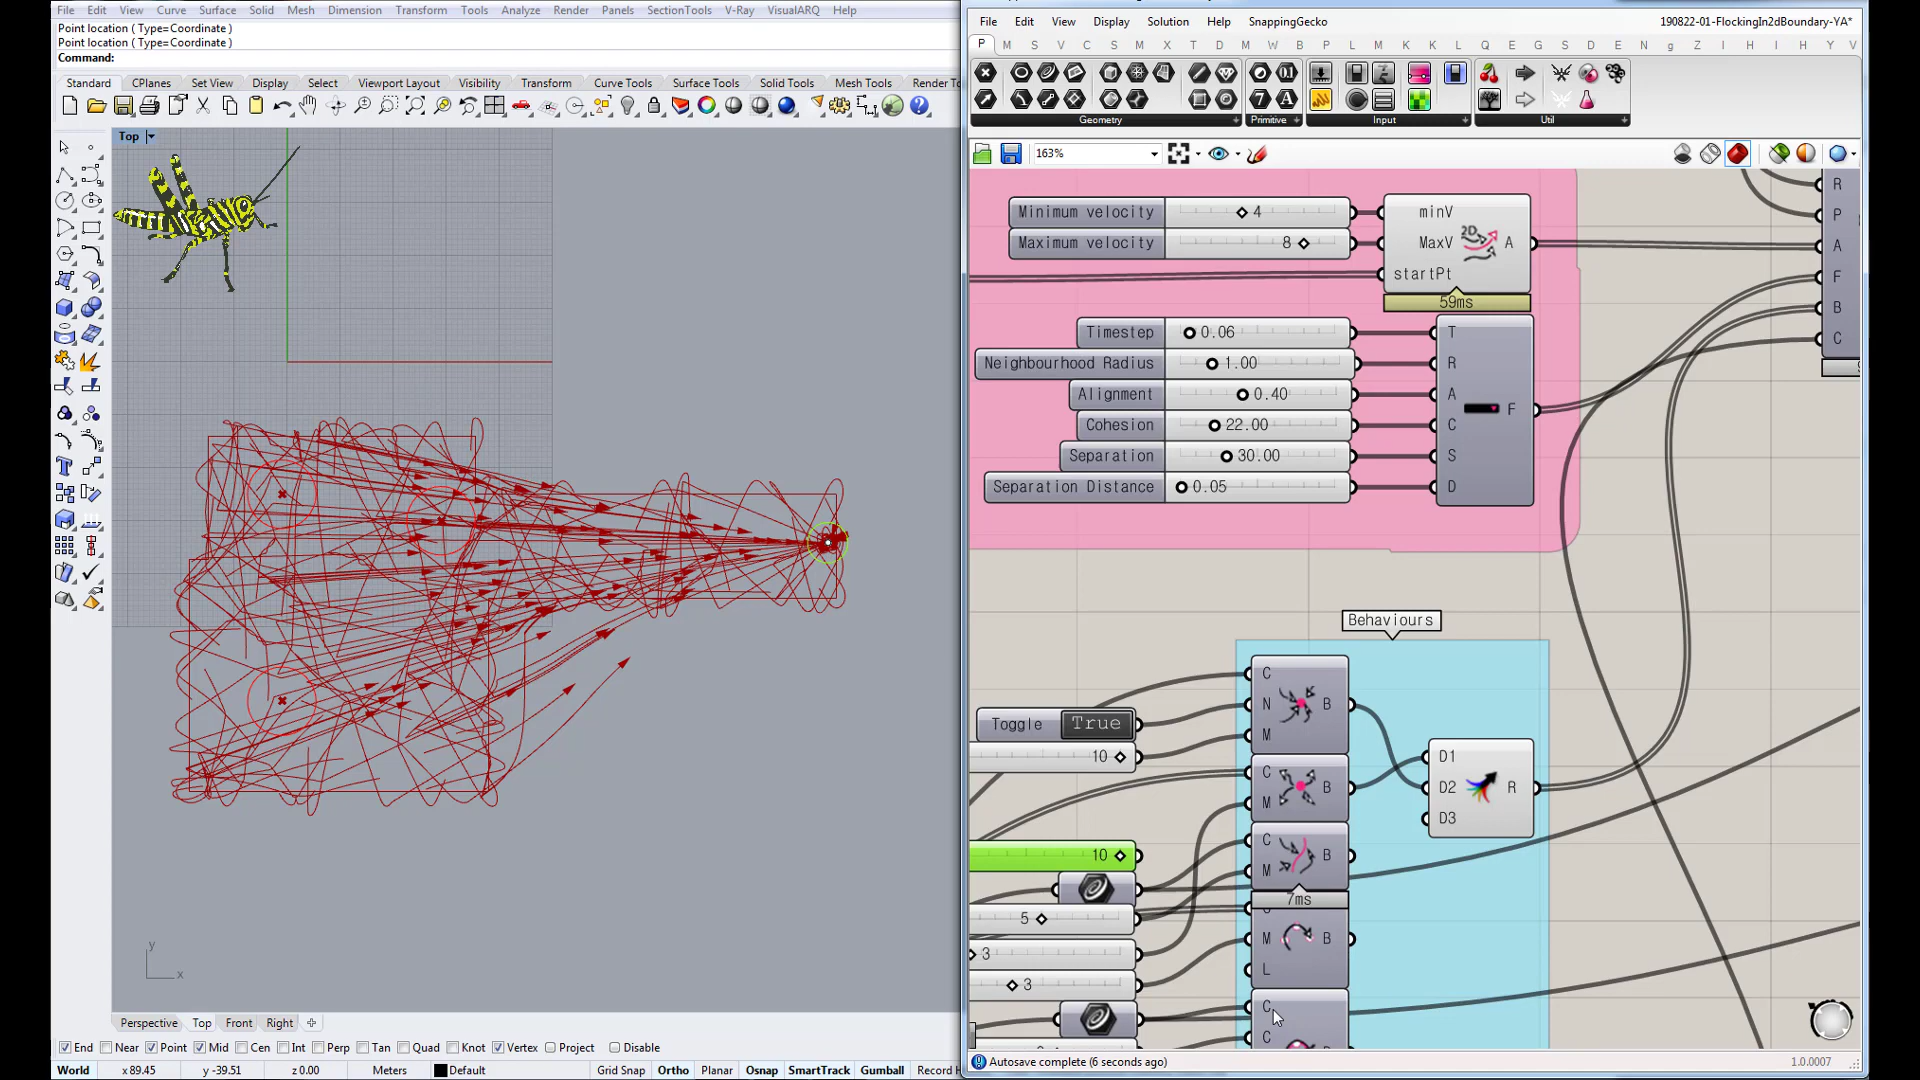 File Edit View Curve Surface Solid Mesh Dimension Transform Tools Analyze Render Panels SectionTools V-Ray VisualARQ Help
Point location ( Type=Coordinate )
Point location ( Type=Coordinate )
Command:
Standard CPlanes Set View Display Select Viewport Layout Visibility Transform Curve Tools Surface Tools Solid Tools Mesh Tools Render To
Top
y
x
Perspective Top Front Right
End Near Point Mid Cen Int Perp Tan Quad Knot Vertex Project Disable
World x 89.45 y -39.51 z 0.00 Meters Default Grid Snap Ortho Planar Osnap SmartTrack Gumball Record H
File Edit View Display Solution Help SnappingGecko 190822-01-FlockingIn2dBoundary-YA*
P M S V C S M X T D M W B P L M K K L Q E G S D E N g Z I H H Y V
Geometry Primitive Input Util
163%
Minimum velocity 4
Maximum velocity 8
minV
MaxV
startPt
2D
A
59ms
Timestep 0.06
Neighbourhood Radius 1.00
Alignment 0.40
Cohesion 22.00
Separation 30.00
Separation Distance 0.05
T
R
A
C
S
D
F
R
P
A
F
B
C
Behaviours
Toggle True
10
10
5
3
3
C
N
M
B
C
M
B
C
M
B
7ms
M
L
B
C
C
D1
D2
D3
R
Autosave complete (6 seconds ago)
1.0.0007